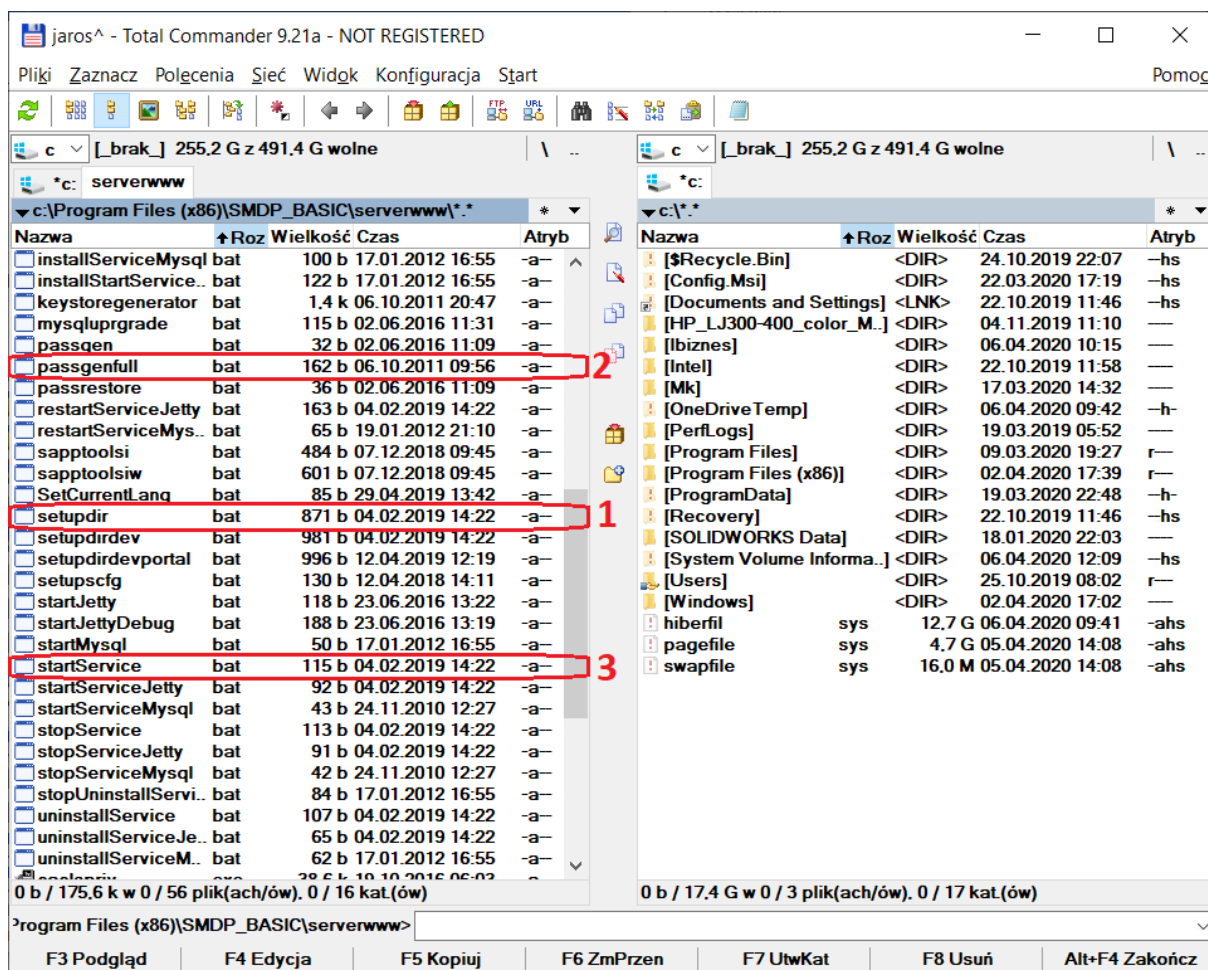 jaros^ - Total Commander 9.21a - NOT REGISTERED
Pliki Zaznacz Polecenia Sieć Widok Konfiguracja Start Pomoc
FTP URL
c [_brak_] 255,2 G z 491,4 G wolne \ ..
*c: serverwww
c:\Program Files (x86)\SMDP_BASIC\serverwww\*.* *
Nazwa Roz Wielkość Czas Atryb
installServiceMysql bat 100 b 17.01.2012 16:55 -a--
installStartService.. bat 122 b 17.01.2012 16:55 -a--
keystoregenerator bat 1,4 k 06.10.2011 20:47 -a--
mysqluprgrade bat 115 b 02.06.2016 11:31 -a--
passgen bat 32 b 02.06.2016 11:09 -a--
passgenfull bat 162 b 06.10.2011 09:56 -a-- 2
passrestore bat 36 b 02.06.2016 11:09 -a--
restartServiceJetty bat 163 b 04.02.2019 14:22 -a--
restartServiceMys.. bat 65 b 19.01.2012 21:10 -a--
sapptoolsi bat 484 b 07.12.2018 09:45 -a--
sapptoolsiw bat 601 b 07.12.2018 09:45 -a--
SetCurrentLang bat 85 b 29.04.2019 13:42 -a--
setupdir bat 871 b 04.02.2019 14:22 -a-- 1
setupdirdev bat 981 b 04.02.2019 14:22 -a--
setupdirdevportal bat 996 b 12.04.2019 12:19 -a--
setupscfg bat 130 b 12.04.2018 14:11 -a--
startJetty bat 118 b 23.06.2016 13:22 -a--
startJettyDebug bat 188 b 23.06.2016 13:19 -a--
startMysql bat 50 b 17.01.2012 16:55 -a--
startService bat 115 b 04.02.2019 14:22 -a-- 3
startServiceJetty bat 92 b 04.02.2019 14:22 -a--
startServiceMysql bat 43 b 24.11.2010 12:27 -a--
stopService bat 113 b 04.02.2019 14:22 -a--
stopServiceJetty bat 91 b 04.02.2019 14:22 -a--
stopServiceMysql bat 42 b 24.11.2010 12:27 -a--
stopUninstallServi.. bat 84 b 17.01.2012 16:55 -a--
uninstallService bat 107 b 04.02.2019 14:22 -a--
uninstallServiceJe.. bat 65 b 04.02.2019 14:22 -a--
uninstallServiceM.. bat 62 b 17.01.2012 16:55 -a--
0 b / 175,6 k w 0 / 56 plik(ach/ów), 0 / 16 kat.(ów)
c [_brak_] 255,2 G z 491,4 G wolne \ ..
*c:
c:\*.* *
Nazwa Roz Wielkość Czas Atryb
[$Recycle.Bin] <DIR> 24.10.2019 22:07 --hs
[Config.Msi] <DIR> 22.03.2020 17:19 --hs
[Documents and Settings] <LNK> 22.10.2019 11:46 --hs
[HP_LJ300-400_color_M..] <DIR> 04.11.2019 11:10 ----
[Ibiznes] <DIR> 06.04.2020 10:15 ----
[Intel] <DIR> 22.10.2019 11:58 ----
[Mk] <DIR> 17.03.2020 14:32 ----
[OneDriveTemp] <DIR> 06.04.2020 09:42 --h-
[PerfLogs] <DIR> 19.03.2019 05:52 ----
[Program Files] <DIR> 09.03.2020 19:27 r---
[Program Files (x86)] <DIR> 02.04.2020 17:39 r---
[ProgramData] <DIR> 19.03.2020 22:48 --h-
[Recovery] <DIR> 22.10.2019 11:46 --hs
[SOLIDWORKS Data] <DIR> 18.01.2020 22:03 ----
[System Volume Informa..] <DIR> 06.04.2020 12:09 --hs
[Users] <DIR> 25.10.2019 08:02 r---
[Windows] <DIR> 02.04.2020 17:02 ----
hiberfil sys 12,7 G 06.04.2020 09:41 -ahs
pagefile sys 4,7 G 05.04.2020 14:08 -ahs
swapfile sys 16,0 M 05.04.2020 14:08 -ahs
0 b / 17,4 G w 0 / 3 plik(ach/ów), 0 / 17 kat.(ów)
Program Files (x86)\SMDP_BASIC\serverwww>
F3 Podgląd F4 Edycja F5 Kopiuj F6 ZmPrzen F7 UtwKat F8 Usuń Alt+F4 Zakończ